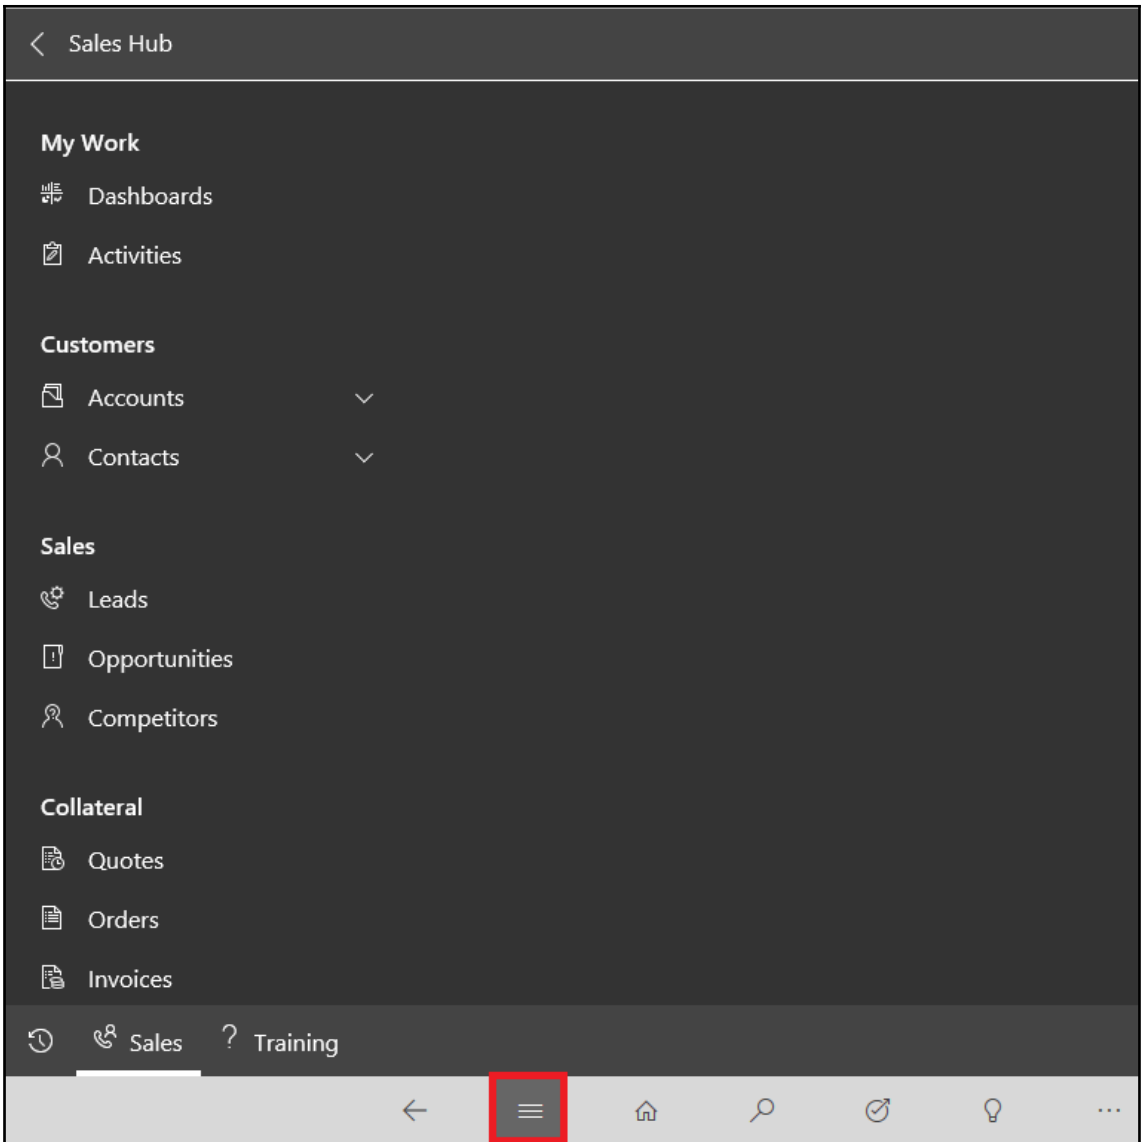 Sales Hub
My Work
Dashboards
Activities
Customers
Accounts
Contacts
Sales
Leads
Opportunities
Competitors
Collateral
Quotes
Orders
Invoices
Sales ? Training